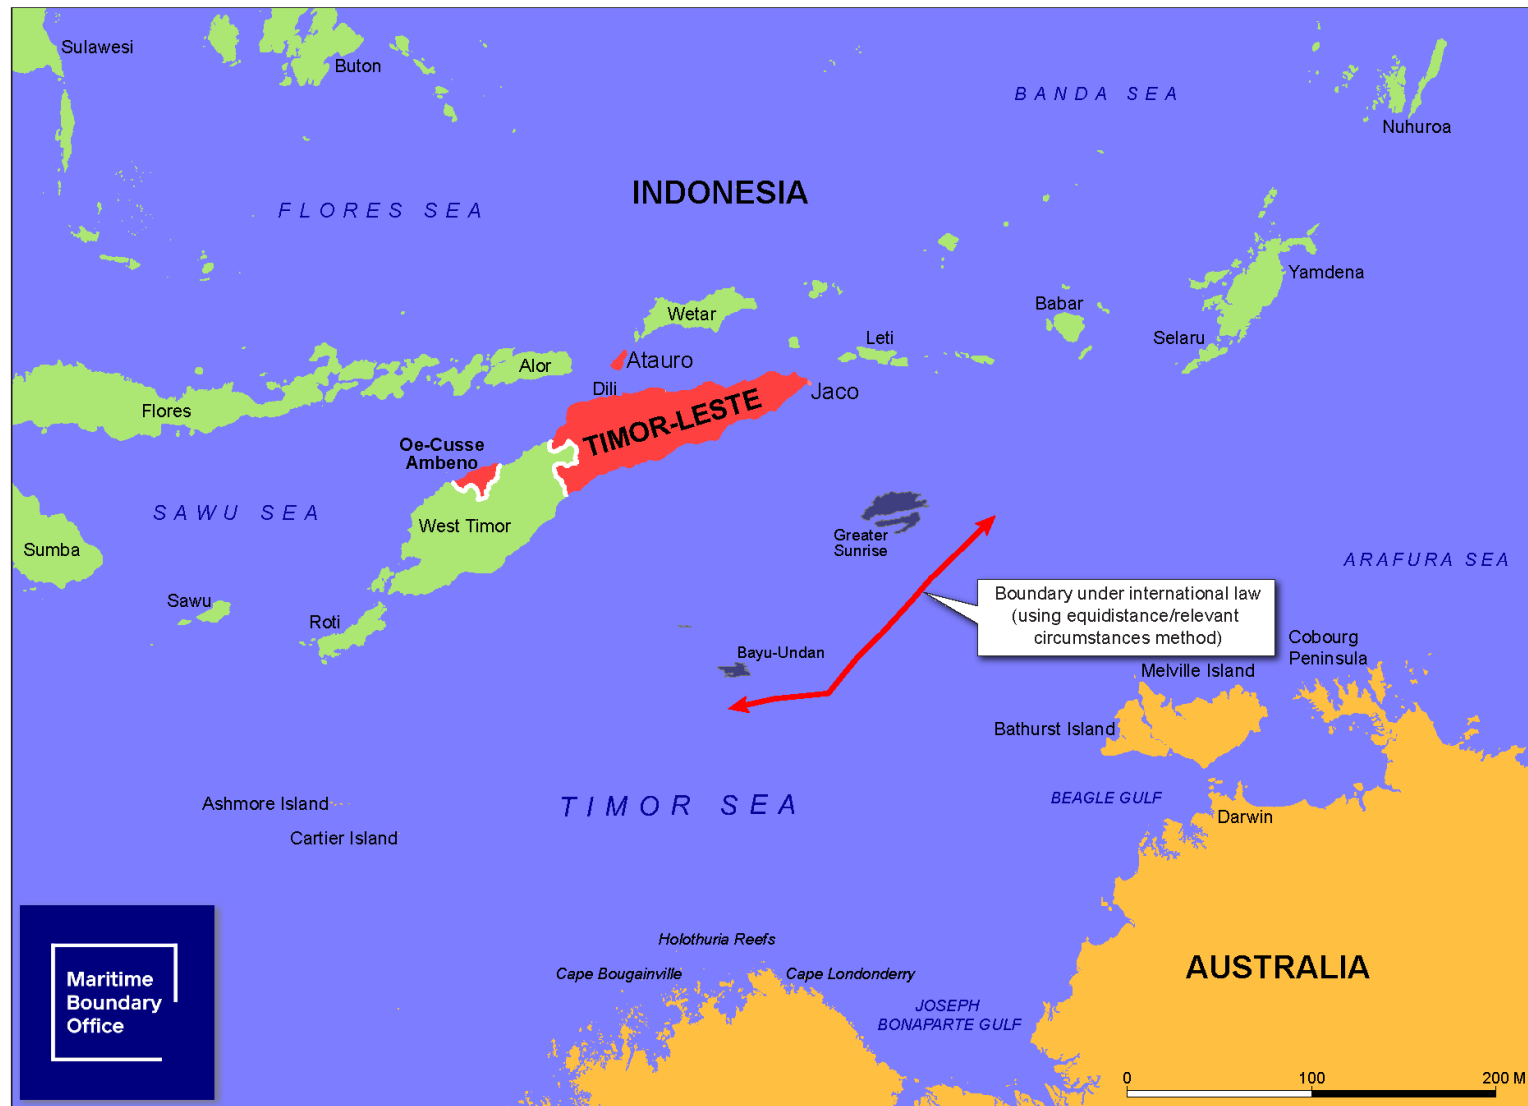 Sulawesi
Buton
BANDA SEA
Nuhuroa
INDONESIA
FLORES SEA
Yamdena
Babar
Wetar
Leti
Selaru
Atauro
Alor
Dili
Jaco
Flores
TIMOR-LESTE
Oe-Cusse
Ambeno
SAWU SEA
West Timor
Greater
Sunrise
Sumba
ARAFURA SEA
Sawu
Roti
Boundary under international law
(using equidistance/relevant
circumstances method)
Cobourg
Peninsula
Bayu-Undan
Melville Island
Bathurst Island
Ashmore Island
TIMOR SEA
BEAGLE GULF
Darwin
Cartier Island
Holothuria Reefs
Cape Bougainville
Cape Londonderry
AUSTRALIA
JOSEPH
BONAPARTE GULF
Maritime
Boundary
Office
0 100 200 M